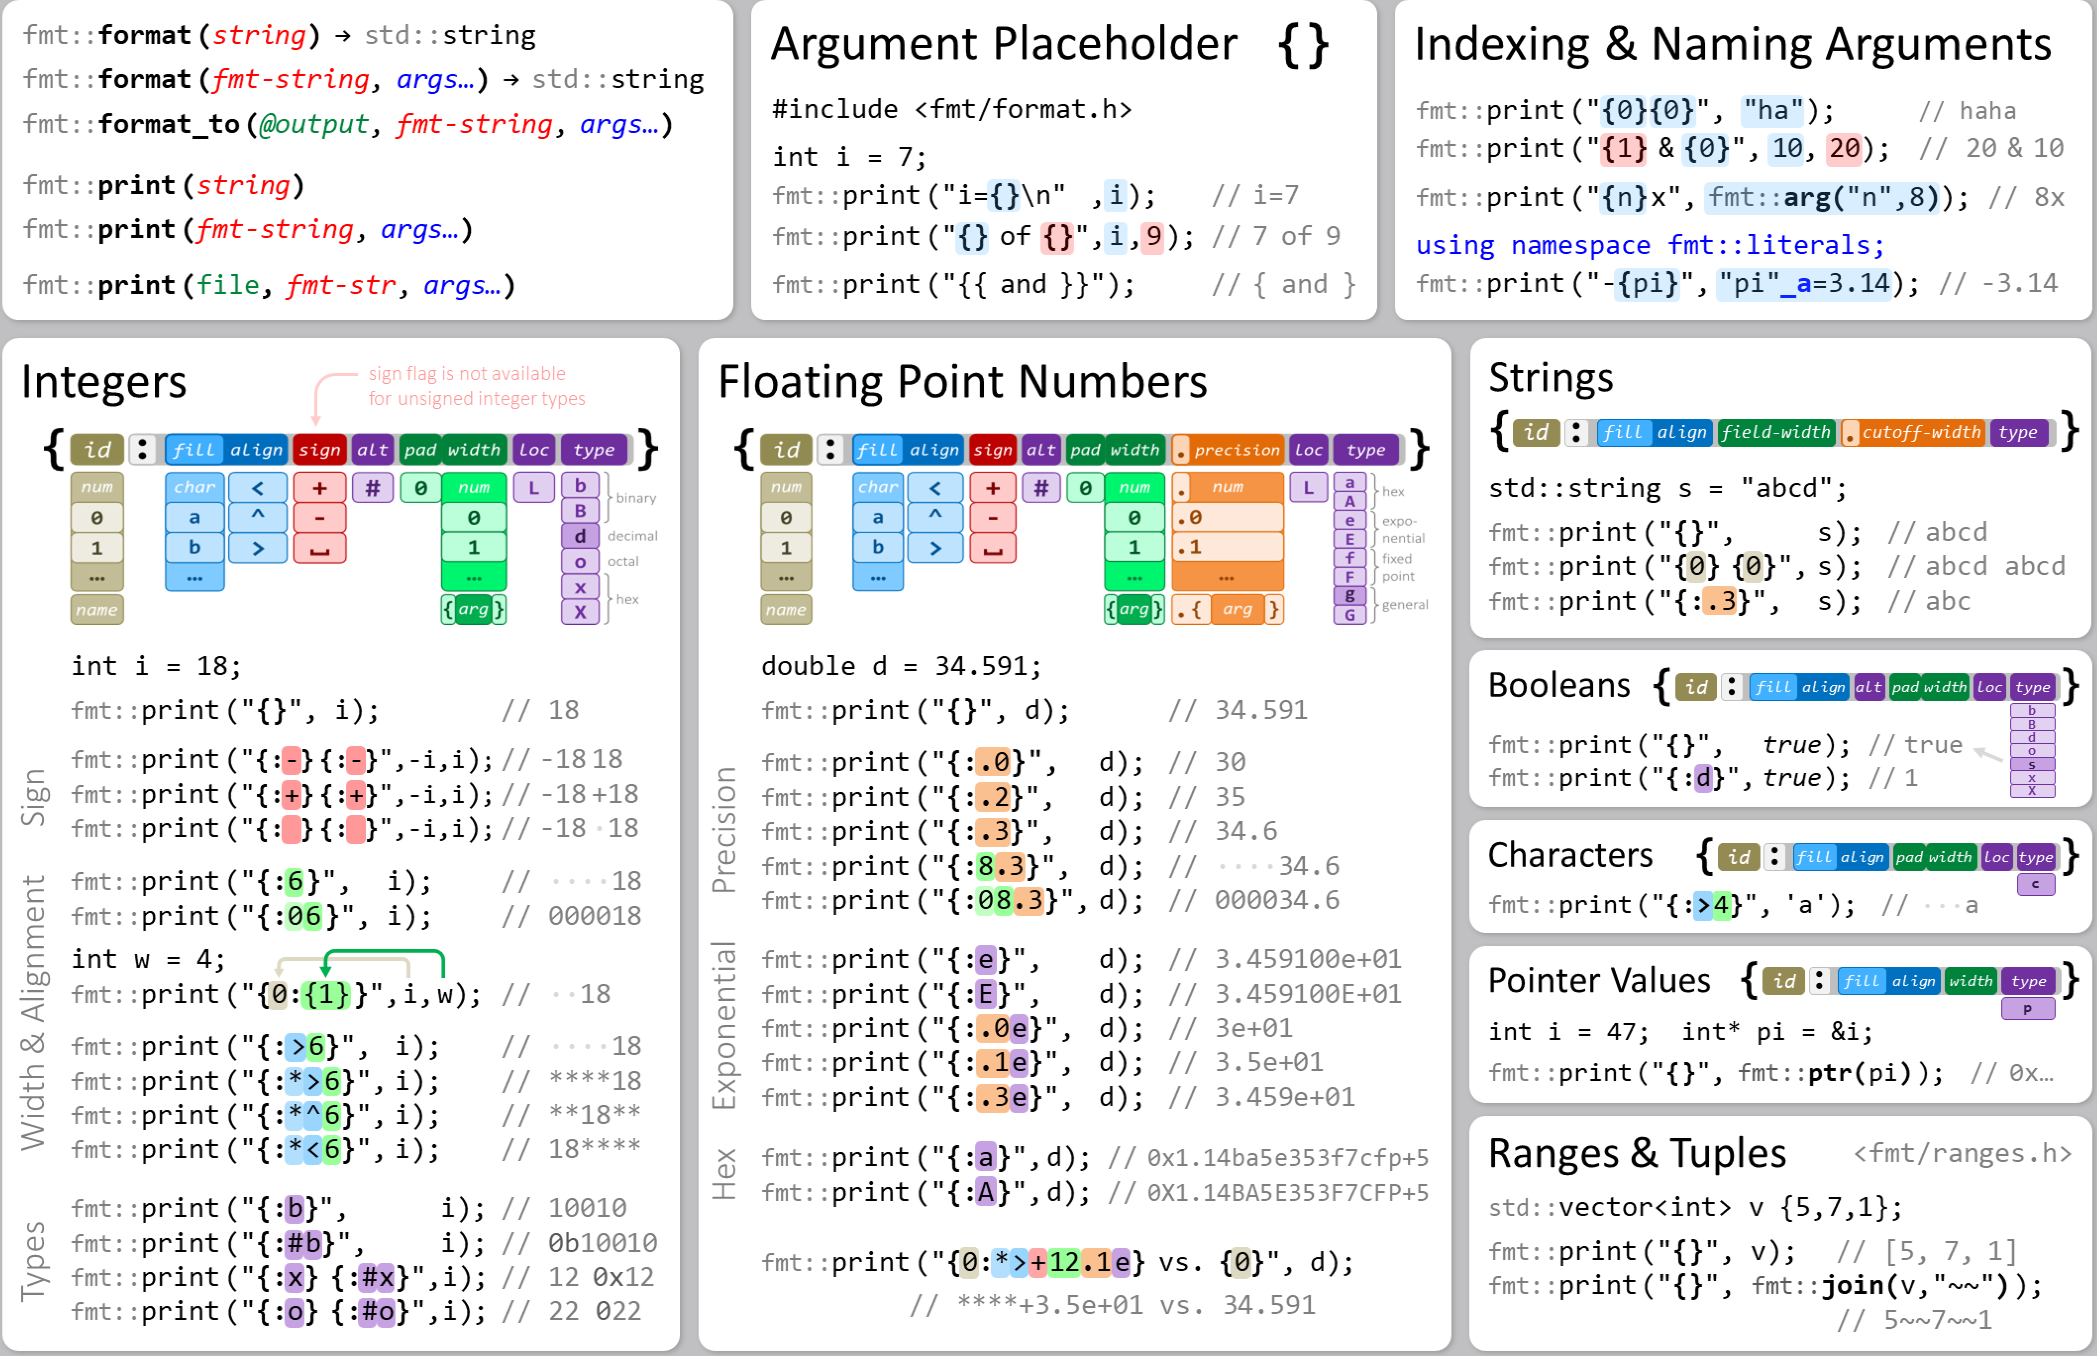 fmt::format(string) → std::string
fmt::format(fmt-string, args…) → std::string
fmt::format_to(@output, fmt-string, args…)
fmt::print(string)
fmt::print(fmt-string, args…)
fmt::print(file, fmt-str, args…)
Argument Placeholder {}
#include <fmt/format.h>
int i = 7;
fmt::print("i={}\n" ,i); // i=7
fmt::print("{} of {}",i,9); // 7 of 9
fmt::print("{{ and }}"); // { and }
Indexing & Naming Arguments
fmt::print("{0}{0}", "ha"); // haha
fmt::print("{1} & {0}", 10, 20); // 20 & 10
fmt::print("{n}x", fmt::arg("n",8)); // 8x
using namespace fmt::literals;
fmt::print("-{pi}", "pi"_a=3.14); // -3.14
Integers
sign flag is not available
for unsigned integer types
{ id : fill align sign alt pad width loc type }
num char < + # 0 num L b
0 a ^ - 0 B binary
1 b > ⎵ 1 d decimal
… … … o octal
name {arg} x
X hex
int i = 18;
fmt::print("{}", i); // 18
Sign
fmt::print("{:-} {:-}",-i,i); // -18 18
fmt::print("{:+} {:+}",-i,i); // -18 +18
fmt::print("{: } {: }",-i,i); // -18 ·18
Width & Alignment
fmt::print("{:6}", i); // ····18
fmt::print("{:06}", i); // 000018
int w = 4;
fmt::print("{0:{1}}",i,w); // ··18
fmt::print("{:>6}", i); // ····18
fmt::print("{:*>6}", i); // ****18
fmt::print("{:*^6}", i); // **18**
fmt::print("{:*<6}", i); // 18****
Types
fmt::print("{:b}", i); // 10010
fmt::print("{:#b}", i); // 0b10010
fmt::print("{:x} {:#x}",i); // 12 0x12
fmt::print("{:o} {:#o}",i); // 22 022
Floating Point Numbers
{ id : fill align sign alt pad width . precision loc type }
num char < + # 0 num . num L a
A hex
0 a ^ - 0 .0 e expo-
1 b > ⎵ 1 .1 E nential
f fixed
… … … … F point
name {arg} .{ arg } g
G general
double d = 34.591;
fmt::print("{}", d); // 34.591
Precision
fmt::print("{:.0}", d); // 30
fmt::print("{:.2}", d); // 35
fmt::print("{:.3}", d); // 34.6
fmt::print("{:8.3}", d); // ····34.6
fmt::print("{:08.3}", d); // 000034.6
Exponential
fmt::print("{:e}", d); // 3.459100e+01
fmt::print("{:E}", d); // 3.459100E+01
fmt::print("{:.0e}", d); // 3e+01
fmt::print("{:.1e}", d); // 3.5e+01
fmt::print("{:.3e}", d); // 3.459e+01
Hex
fmt::print("{:a}",d); // 0x1.14ba5e353f7cfp+5
fmt::print("{:A}",d); // 0X1.14BA5E353F7CFP+5
fmt::print("{0:*>+12.1e} vs. {0}", d);
// ****+3.5e+01 vs. 34.591
Strings
{ id : fill align field-width . cutoff-width type }
std::string s = "abcd";
fmt::print("{}", s); // abcd
fmt::print("{0} {0}", s); // abcd abcd
fmt::print("{:.3}", s); // abc
Booleans { id : fill align alt pad width loc type }
b
B
d
o
s
x
X
fmt::print("{}", true); // true
fmt::print("{:d}", true); // 1
Characters { id : fill align pad width loc type }
c
fmt::print("{:>4}", 'a'); // ···a
Pointer Values { id : fill align width type }
p
int i = 47; int* pi = &i;
fmt::print("{}", fmt::ptr(pi)); // 0x…
Ranges & Tuples <fmt/ranges.h>
std::vector<int> v {5,7,1};
fmt::print("{}", v); // [5, 7, 1]
fmt::print("{}", fmt::join(v,"~~"));
// 5~~7~~1